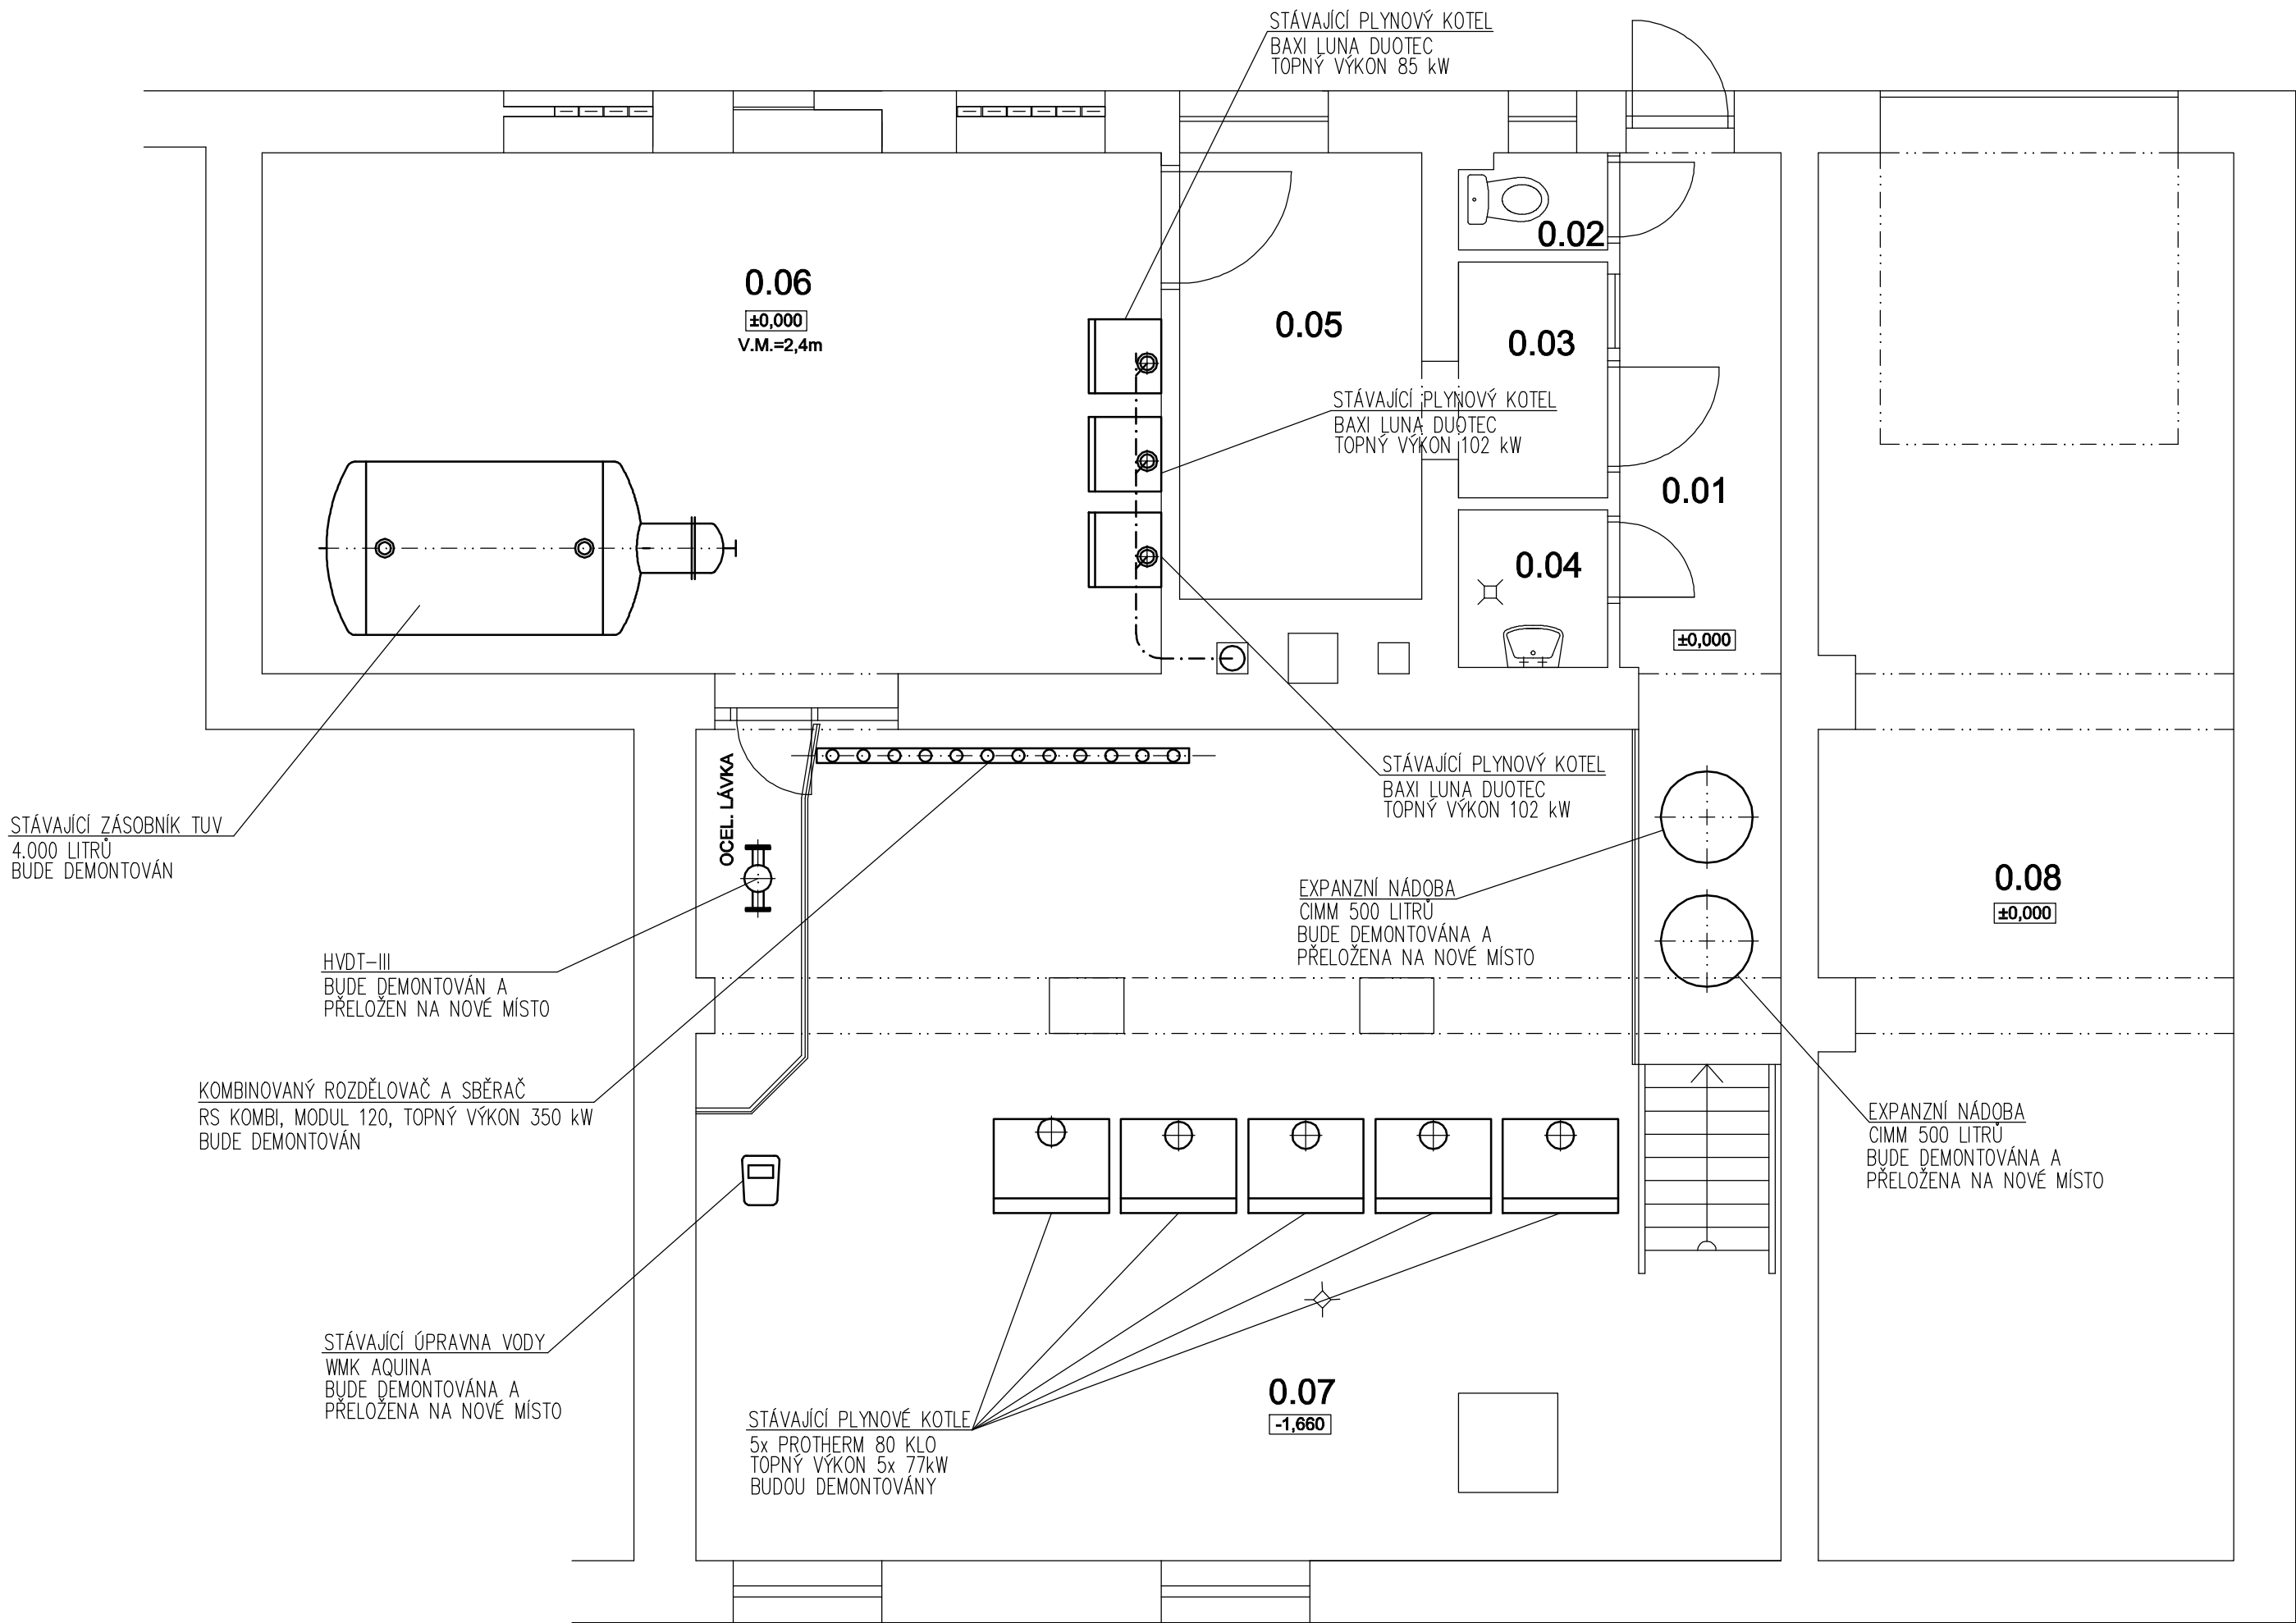 STÁVAJÍCÍ PLYNOVÝ KOTEL
BAXI LUNA DUOTEC
TOPNÝ VÝKON 85 kW
0.02
0.06
±0,000
V.M.=2,4m
0.05
0.03
STÁVAJÍCÍ PLYNOVÝ KOTEL
BAXI LUNA DUOTEC
TOPNÝ VÝKON 102 kW
0.01
0.04
±0,000
STÁVAJÍCÍ PLYNOVÝ KOTEL
BAXI LUNA DUOTEC
TOPNÝ VÝKON 102 kW
OCEL. LÁVKA
STÁVAJÍCÍ ZÁSOBNÍK TUV
4.000 LITRŮ
BUDE DEMONTOVÁN
EXPANZNÍ NÁDOBA
CIMM 500 LITRŮ
BUDE DEMONTOVÁNA A
PŘELOŽENA NA NOVÉ MÍSTO
0.08
±0,000
HVDT-III
BUDE DEMONTOVÁN A
PŘELOŽEN NA NOVÉ MÍSTO
KOMBINOVANÝ ROZDĚLOVAČ A SBĚRAČ
RS KOMBI, MODUL 120, TOPNÝ VÝKON 350 kW
BUDE DEMONTOVÁN
EXPANZNÍ NÁDOBA
CIMM 500 LITRŮ
BUDE DEMONTOVÁNA A
PŘELOŽENA NA NOVÉ MÍSTO
STÁVAJÍCÍ ÚPRAVNA VODY
WMK AQUINA
BUDE DEMONTOVÁNA A
PŘELOŽENA NA NOVÉ MÍSTO
0.07
-1,660
STÁVAJÍCÍ PLYNOVÉ KOTLE
5x PROTHERM 80 KLO
TOPNÝ VÝKON 5x 77kW
BUDOU DEMONTOVÁNY